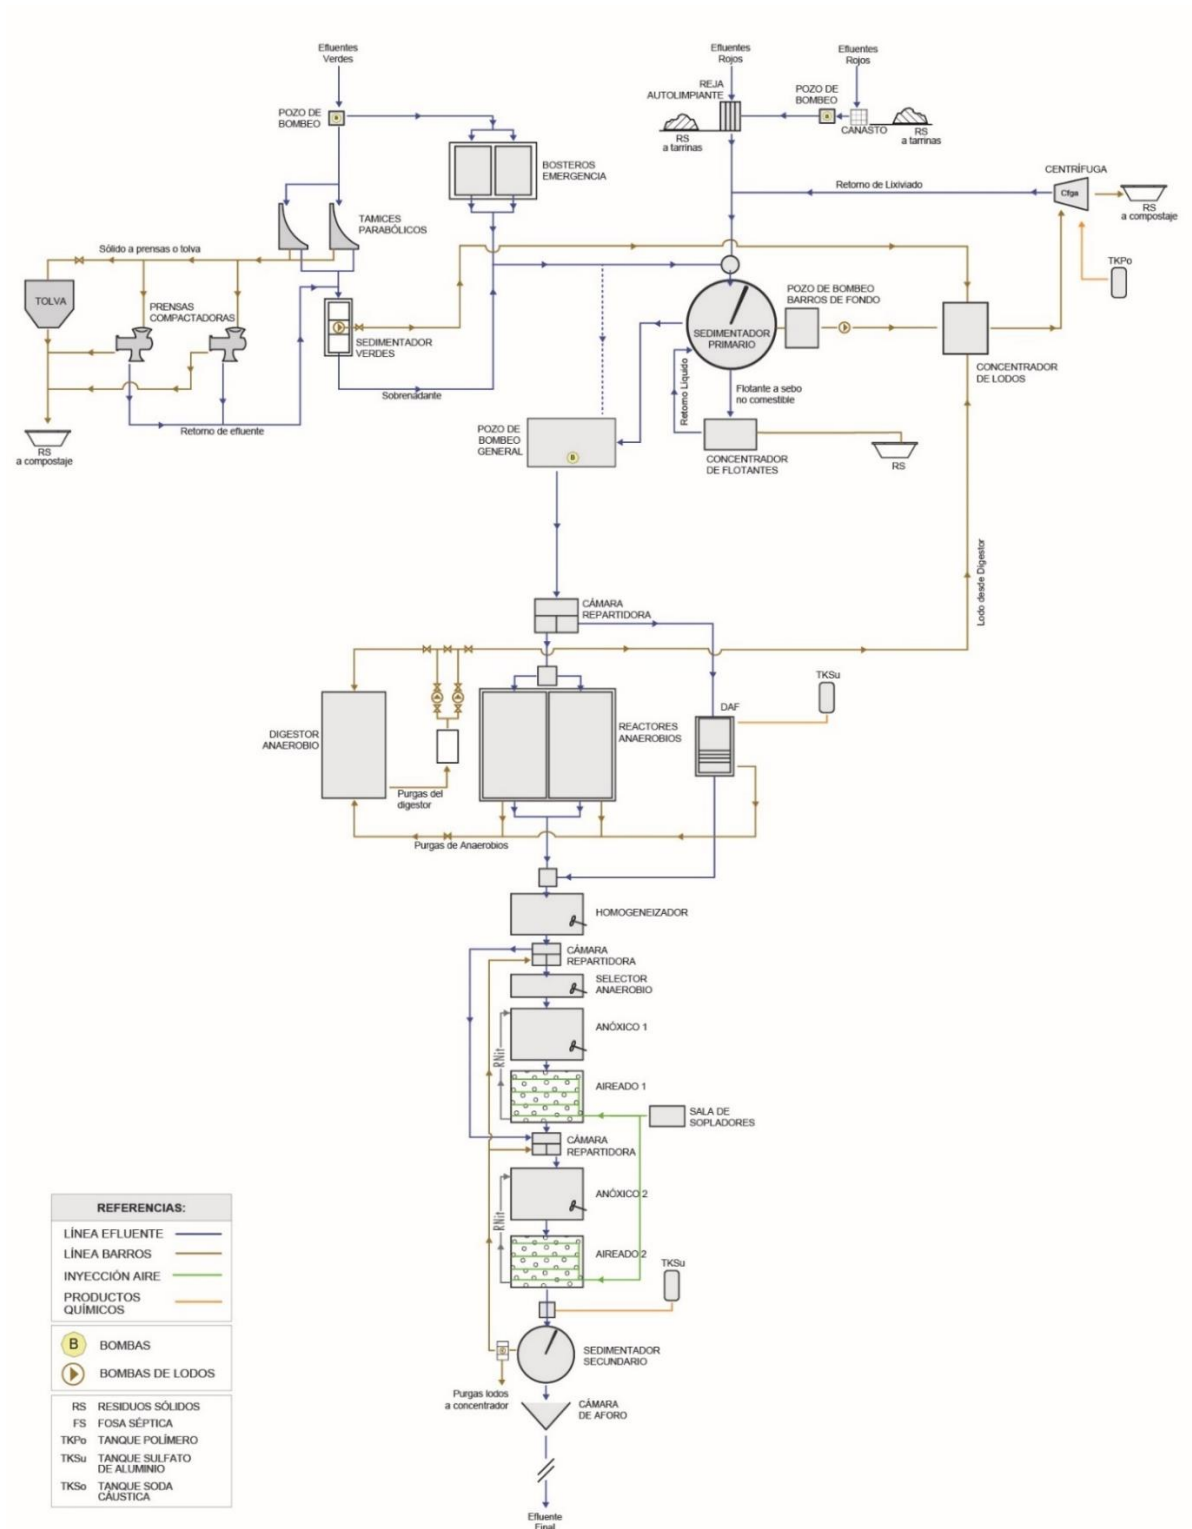 Efluentes
Verdes
Efluentes
Rojos
Efluentes
Rojos
REJA
AUTOLIMPIANTE
POZO DE
BOMBEO
POZO DE
BOMBEO
CANASTO
RS
a tarrinas
RS
a tarrinas
BOSTEROS
EMERGENCIA
CENTRÍFUGA
Retorno de Lixiviado
Cfga
RS
a compostaje
TAMICES
PARABÓLICOS
Sólido a prensas o tolva
TKPo
TOLVA
PRENSAS
COMPACTADORAS
SEDIMENTADOR
VERDES
POZO DE BOMBEO
BARROS DE FONDO
SEDIMENTADOR
PRIMARIO
CONCENTRADOR
DE LODOS
Sobrenadante
Retorno Líquido
Flotante a sebo
no comestible
Retorno de efluente
RS
a compostaje
POZO DE
BOMBEO
GENERAL
B
CONCENTRADOR
DE FLOTANTES
RS
Lodo desde Digestor
CÁMARA
REPARTIDORA
TKSu
DAF
DIGESTOR
ANAEROBIO
REACTORES
ANAEROBIOS
Purgas del
digestor
Purgas de Anaerobios
HOMOGENEIZADOR
CÁMARA
REPARTIDORA
SELECTOR
ANAEROBIO
ANÓXICO 1
RNit
AIREADO 1
SALA DE
SOPLADORES
CÁMARA
REPARTIDORA
ANÓXICO 2
RNit
AIREADO 2
TKSu
SEDIMENTADOR
SECUNDARIO
Purgas lodos
a concentrador
CÁMARA
DE AFORO
Efluente
Final
REFERENCIAS:
LÍNEA EFLUENTE
LÍNEA BARROS
INYECCIÓN AIRE
PRODUCTOS
QUÍMICOS
B BOMBAS
BOMBAS DE LODOS
RS RESIDUOS SÓLIDOS
FS FOSA SÉPTICA
TKPo TANQUE POLÍMERO
TKSu TANQUE SULFATO
DE ALUMINIO
TKSo TANQUE SODA
CÁUSTICA